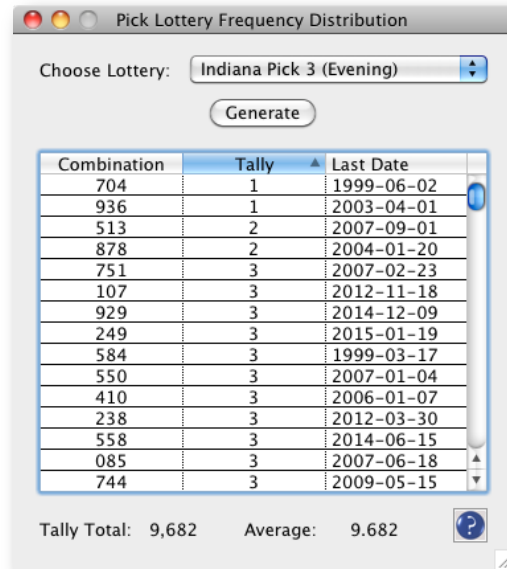 Pick Lottery Frequency Distribution
Choose Lottery: Indiana Pick 3 (Evening)
Generate
Combination Tally Last Date
704 1 1999-06-02
936 1 2003-04-01
513 2 2007-09-01
878 2 2004-01-20
751 3 2007-02-23
107 3 2012-11-18
929 3 2014-12-09
249 3 2015-01-19
584 3 1999-03-17
550 3 2007-01-04
410 3 2006-01-07
238 3 2012-03-30
558 3 2014-06-15
085 3 2007-06-18
744 3 2009-05-15
Tally Total: 9,682 Average: 9.682 ?